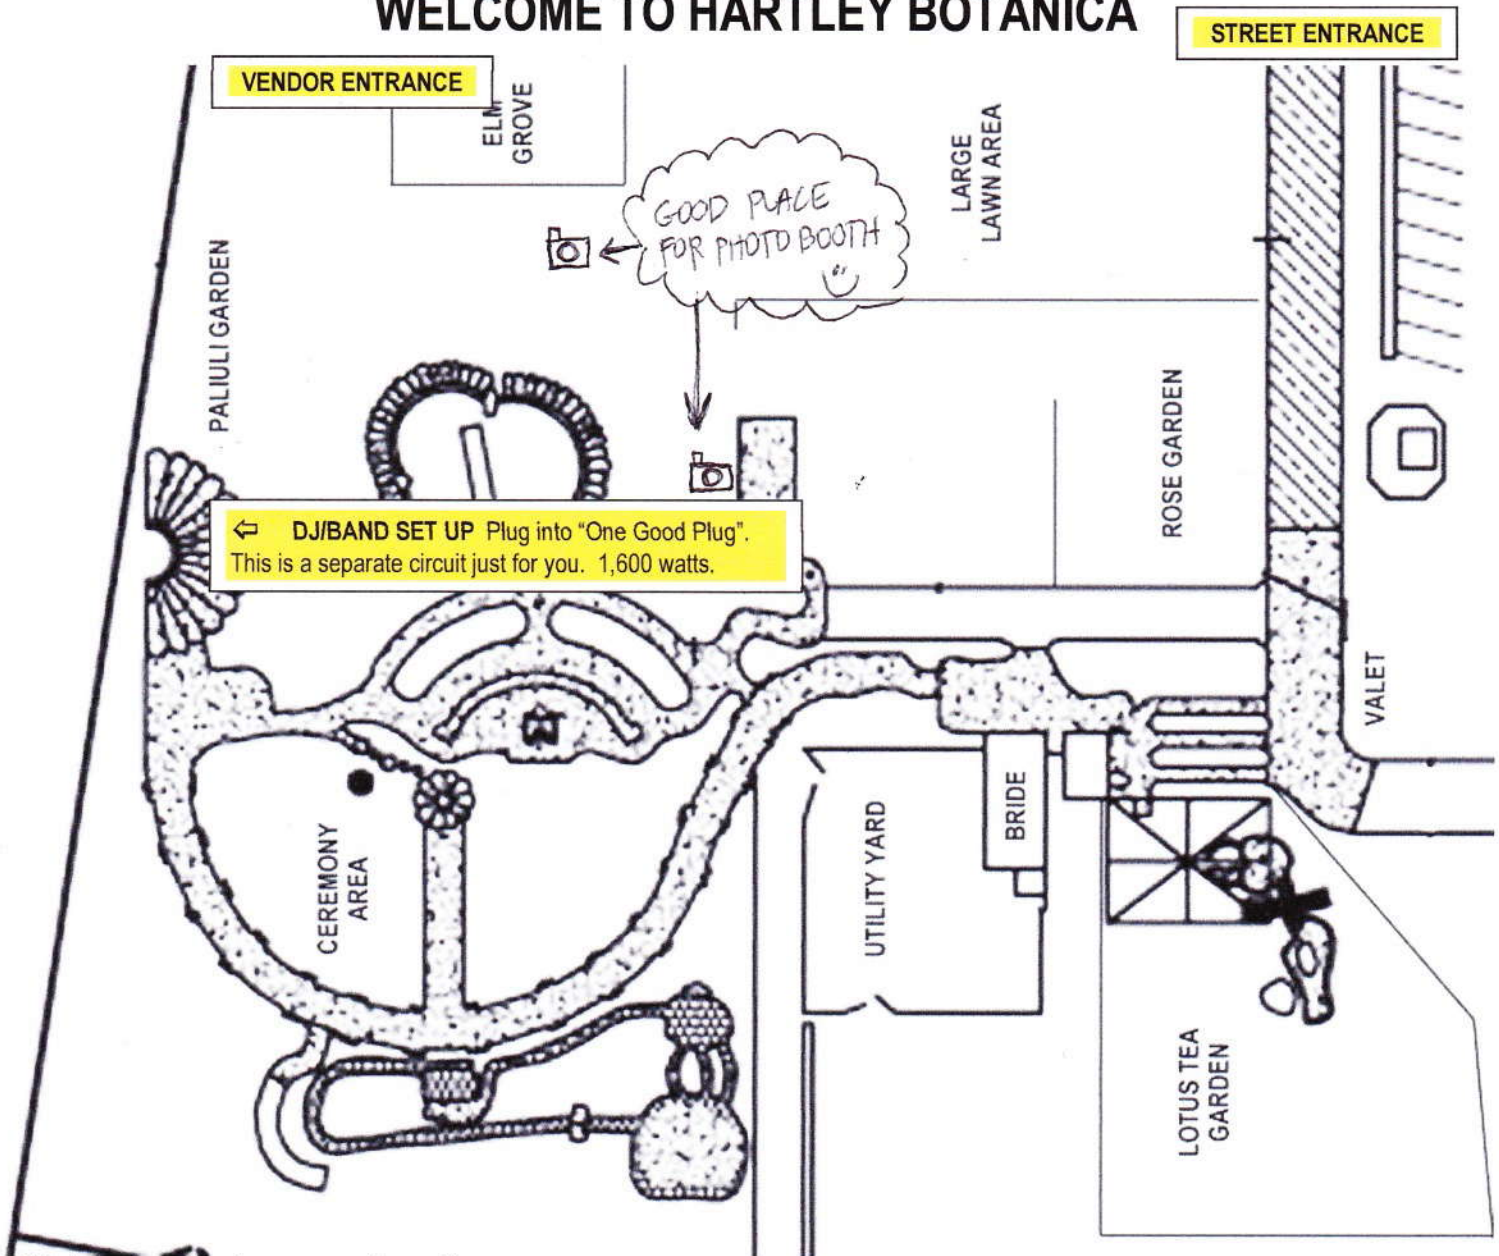 WELCOME TO HARTLEY BOTANICA
STREET ENTRANCE
VENDOR ENTRANCE
ELM
GROVE
LARGE
LAWN AREA
GOOD PLACE
FOR PHOTO BOOTH
PALIULI GARDEN
ROSE GARDEN
⇦ DJ/BAND SET UP Plug into “One Good Plug”.
This is a separate circuit just for you. 1,600 watts.
VALET
BRIDE
UTILITY YARD
CEREMONY
AREA
LOTUS TEA
GARDEN